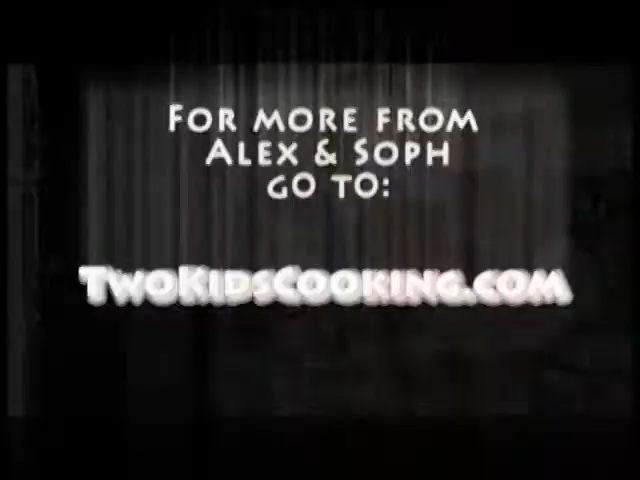 FOR MORE FROM
ALEX & SOPH
GO TO:
TWOKIDSCOOKING.COM